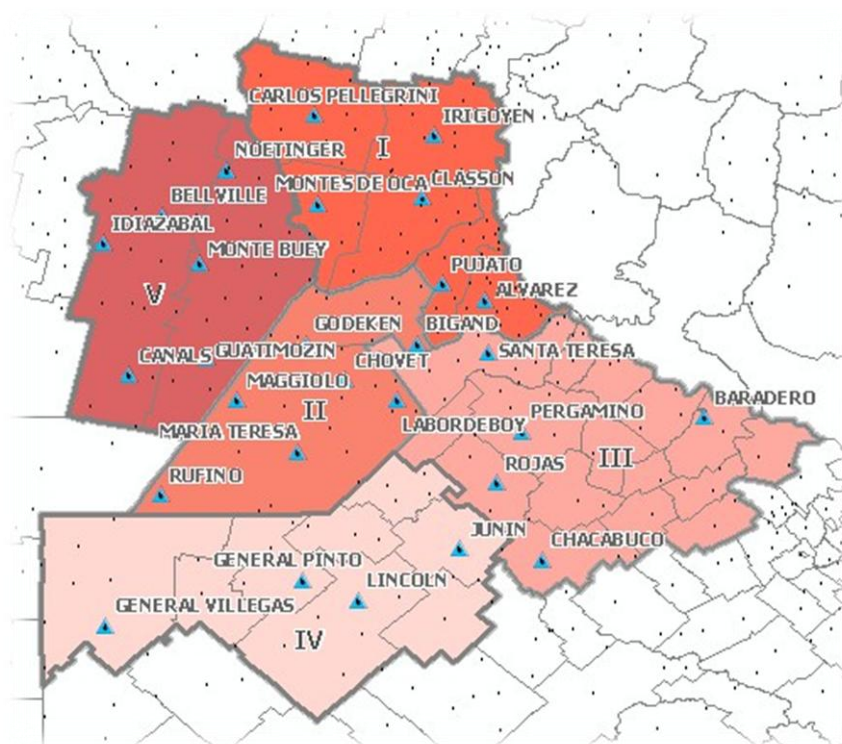 CARLOS PELLEGRINI
IRIGOYEN
I
NOETINGER
BELLVILLE
MONTES DE OCA
CLASSON
IDIAZABAL
MONTE BUEY
PUJATO
V
ALVAREZ
GODEKEN
BIGAND
CANALS
GUATIMOZIN
CHOVET
SANTA TERESA
MAGGIOLO
II
BARADERO
MARIA TERESA
LABORDEBOY
PERGAMINO
RUFINO
ROJAS
III
JUNIN
CHACABUCO
GENERAL PINTO
LINCOLN
GENERAL VILLEGAS
IV